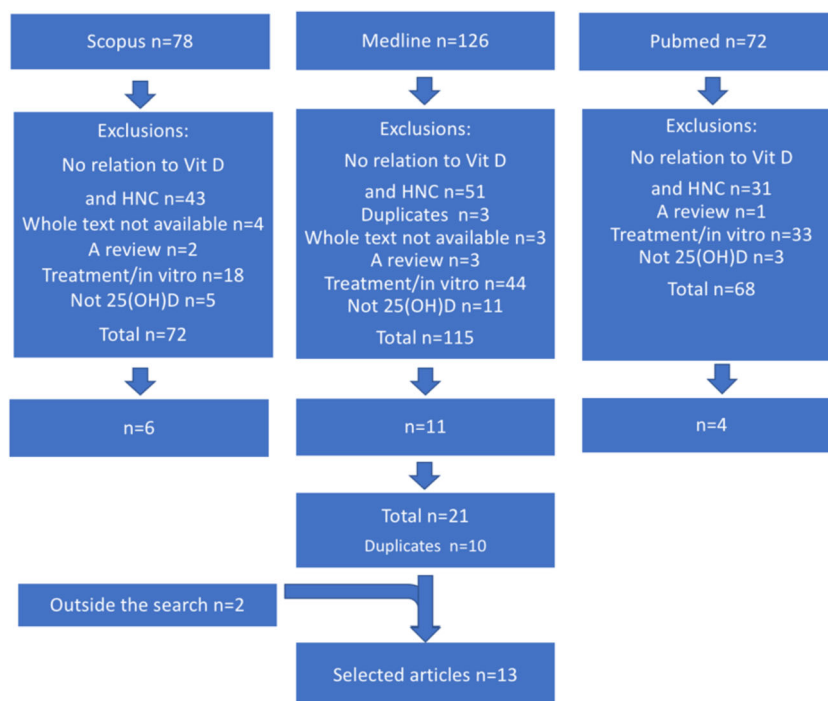 Scopus n=78
Medline n=126
Pubmed n=72
Exclusions:
No relation to Vit D
and HNC n=43
Whole text not available n=4
A review n=2
Treatment/in vitro n=18
Not 25(OH)D n=5
Total n=72
Exclusions:
No relation to Vit D
and HNC n=51
Duplicates n=3
Whole text not available n=3
A review n=3
Treatment/in vitro n=44
Not 25(OH)D n=11
Total n=115
Exclusions:
No relation to Vit D
and HNC n=31
A review n=1
Treatment/in vitro n=33
Not 25(OH)D n=3
Total n=68
n=6
n=11
n=4
Total n=21
Duplicates n=10
Outside the search n=2
Selected articles n=13